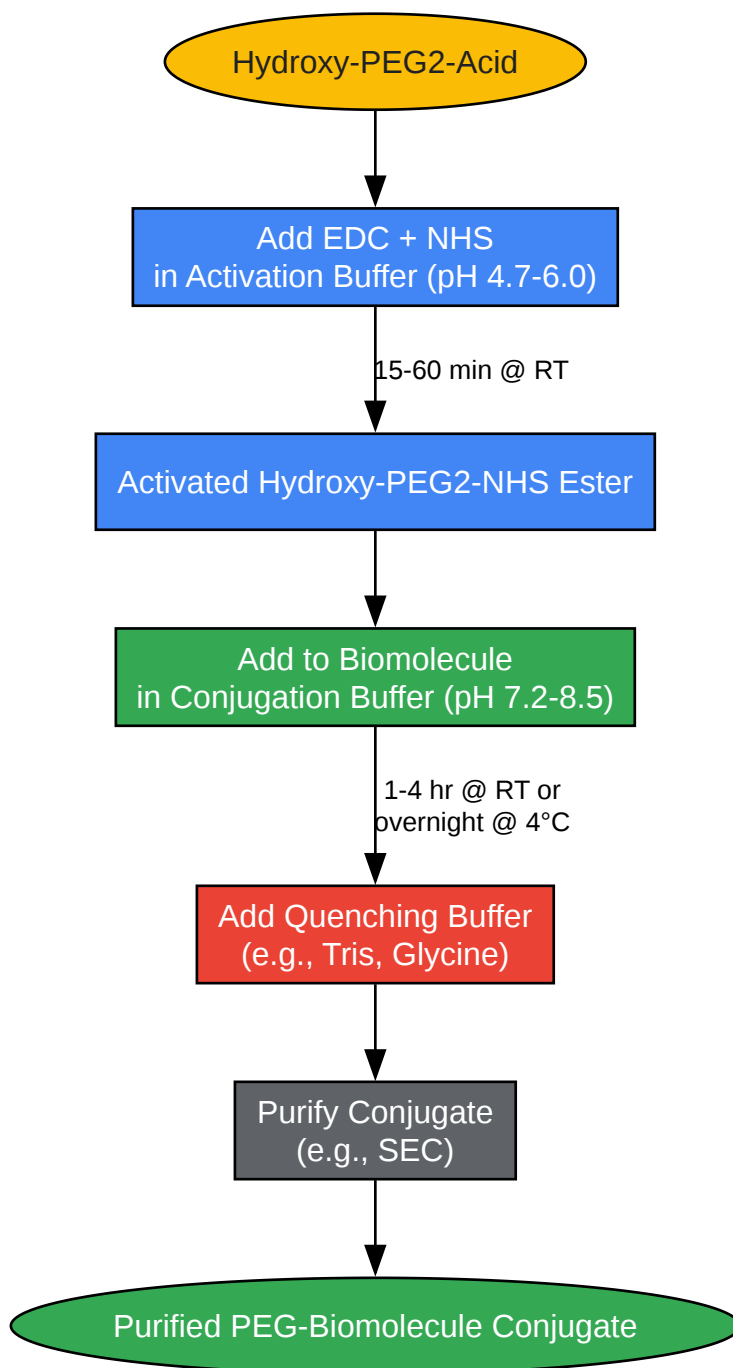 Hydroxy-PEG2-Acid
Add EDC + NHS
in Activation Buffer (pH 4.7-6.0)
15-60 min @ RT
Activated Hydroxy-PEG2-NHS Ester
Add to Biomolecule
in Conjugation Buffer (pH 7.2-8.5)
1-4 hr @ RT or
overnight @ 4°C
Add Quenching Buffer
(e.g., Tris, Glycine)
Purify Conjugate
(e.g., SEC)
Purified PEG-Biomolecule Conjugate